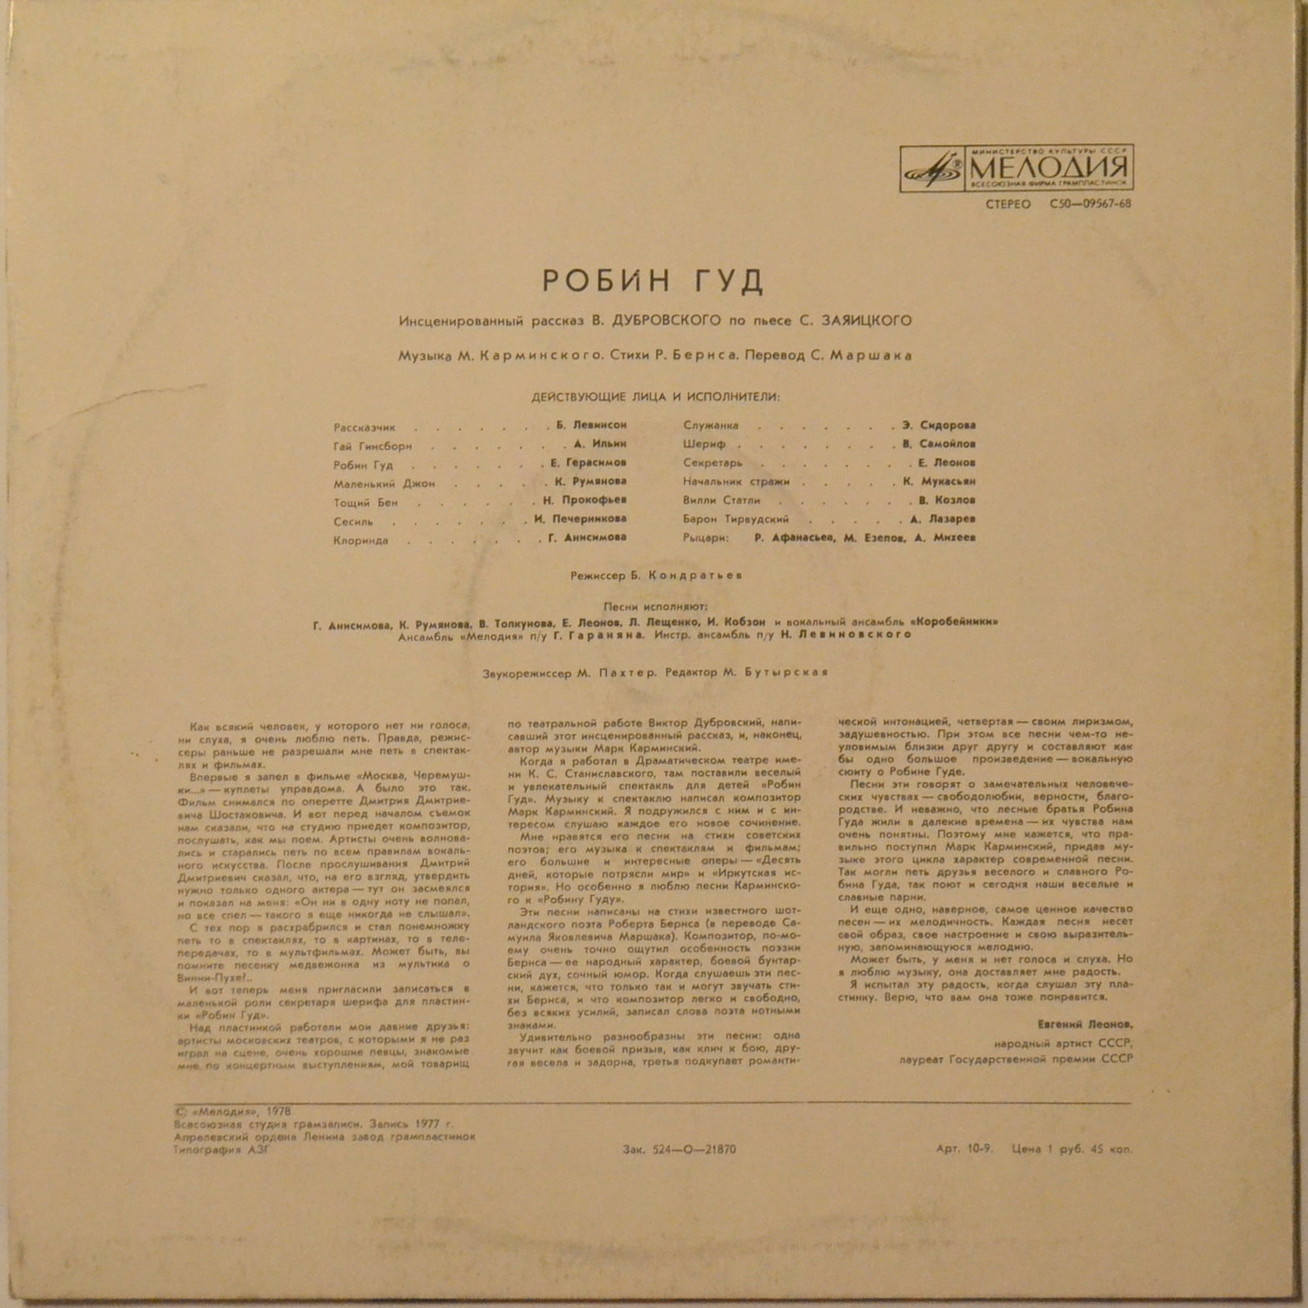 МИНИСТЕРСТВО КУЛЬТУРЫ СССР
МЕЛОДИЯ
ВСЕСОЮЗНАЯ ФИРМА ГРАМПЛАСТИНОК
СТЕРЕО С50—09567-68
РОБИН ГУД
Инсценированный рассказ В. ДУБРОВСКОГО по пьесе С. ЗАЯИЦКОГО
Музыка М. Карминского. Стихи Р. Бернса. Перевод С. Маршака
ДЕЙСТВУЮЩИЕ ЛИЦА И ИСПОЛНИТЕЛИ:
Рассказчик . . . . . . . Б. Левинсон
Гай Гинсборн . . . . . . А. Ильин
Робин Гуд . . . . . . . Е. Герасимов
Маленький Джон . . . . . К. Румянова
Тощий Бен . . . . . . Н. Прокофьев
Сесиль . . . . . . . И. Печерникова
Клоринда . . . . . . . Г. Анисимова
Служанка . . . . . . . Э. Сидорова
Шериф . . . . . . . . В. Самойлов
Секретарь . . . . . . . Е. Леонов
Начальник стражи . . . . . К. Мукасьян
Вилли Статли . . . . . . В. Козлов
Барон Тирвудский . . . . . А. Лазарев
Рыцари: Р. Афанасьев, М. Езепов, А. Михеев
Режиссер Б. Кондратьев
Песни исполняют:
Г. Анисимова, К. Румянова, В. Толкунова, Е. Леонов, Л. Лещенко, И. Кобзон и вокальный ансамбль «Коробейники»
Ансамбль «Мелодия» п/у Г. Гараняна. Инстр. ансамбль п/у Н. Левиновского
Звукорежиссер М. Пахтер. Редактор М. Бутырская
Как всякий человек, у которого нет ни голоса,
ни слуха, я очень люблю петь. Правда, режис-
серы раньше не разрешали мне петь в спектак-
лях и фильмах.
Впервые я запел в фильме «Москва, Черемуш-
ки...» — куплеты управдома. А было это так.
Фильм снимался по оперетте Дмитрия Дмитрие-
вича Шостаковича. И вот перед началом съемок
нам сказали, что на студию приедет композитор,
послушать, как мы поем. Артисты очень волнова-
лись и старались петь по всем правилам вокаль-
ного искусства. После прослушивания Дмитрий
Дмитриевич сказал, что, на его взгляд, утвердить
нужно только одного актера — тут он засмеялся
и показал на меня: «Он ни в одну ноту не попал,
но все спел — такого я еще никогда не слышал».
С тех пор я расхрабрился и стал понемножку
петь то в спектаклях, то в картинах, то в теле-
передачах, то в мультфильмах. Может быть, вы
помните песенку медвежонка из мультика о
Винни-Пухе!..
И вот теперь меня пригласили записаться в
маленькой роли секретаря шерифа для пластин-
ки «Робин Гуд».
Над пластинкой работали мои давние друзья:
артисты московских театров, с которыми я не раз
играл на сцене, очень хорошие певцы, знакомые
мне по концертным выступлениям, мой товарищ
по театральной работе Виктор Дубровский, напи-
савший этот инсценированный рассказ, и, наконец,
автор музыки Марк Карминский.
Когда я работал в Драматическом театре име-
ни К. С. Станиславского, там поставили веселый
и увлекательный спектакль для детей «Робин
Гуд». Музыку к спектаклю написал композитор
Марк Карминский. Я подружился с ним и с ин-
тересом слушаю каждое его новое сочинение.
Мне нравятся его песни на стихи советских
поэтов; его музыка к спектаклям и фильмам;
его большие и интересные оперы — «Десять
дней, которые потрясли мир» и «Иркутская ис-
тория». Но особенно я люблю песни Карминско-
го к «Робину Гуду».
Эти песни написаны на стихи известного шот-
ландского поэта Роберта Бернса (в переводе Са-
муила Яковлевича Маршака). Композитор, по-мо-
ему очень точно ощутил особенность поэзии
Бернса — ее народный характер, боевой бунтар-
ский дух, сочный юмор. Когда слушаешь эти пес-
ни, кажется, что только так и могут звучать сти-
хи Бернса, и что композитор легко и свободно,
без всяких усилий, записал слова поэта нотными
знаками.
Удивительно разнообразны эти песни: одна
звучит как боевой призыв, как клич к бою, дру-
гая весела и задорна, третья подкупает романти-
ческой интонацией, четвертая — своим лиризмом,
задушевностью. При этом все песни чем-то не-
уловимым близки друг другу и составляют как
бы одно большое произведение — вокальную
сюиту о Робине Гуде.
Песни эти говорят о замечательных человече-
ских чувствах — свободолюбии, верности, благо-
родстве. И неважно, что лесные братья Робина
Гуда жили в далекие времена — их чувства нам
очень понятны. Поэтому мне кажется, что пра-
вильно поступил Марк Карминский, придав му-
зыке этого цикла характер современной песни.
Так могли петь друзья веселого и славного Ро-
бина Гуда, так поют и сегодня наши веселые и
славные парни.
И еще одно, наверное, самое ценное качество
песен — их мелодичность. Каждая песня несет
свой образ, свое настроение и свою выразитель-
ную, запоминающуюся мелодию.
Может быть, у меня и нет голоса и слуха. Но
я люблю музыку, она доставляет мне радость.
Я испытал эту радость, когда слушал эту пла-
стинку. Верю, что вам она тоже понравится.
Евгений Леонов,
народный артист СССР,
лауреат Государственной премии СССР
© «Мелодия», 1978
Всесоюзная студия грамзаписи. Запись 1977 г.
Апрелевский ордена Ленина завод грампластинок
Типография АЗГ
Зак. 524—О—21870
Арт. 10-9. Цена 1 руб. 45 коп.